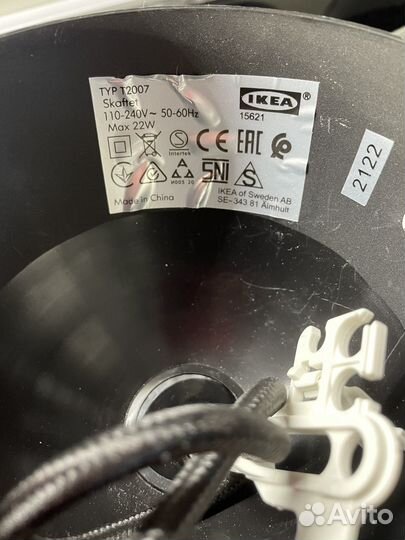 TYP T2007
Skaftet
110-240V~ 50-60Hz
Max 22W
IKEA®
15621
Intertek
CE EAC
M005 20
SNI
S
Made in China
IKEA of Sweden AB
SE-343 81 Älmhult
2122
Avito